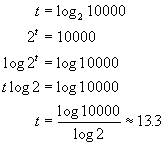 t = log₂ 10000
2ᵗ = 10000
log 2ᵗ = log 10000
t log 2 = log 10000
t = log 10000 / log 2 ≈ 13.3